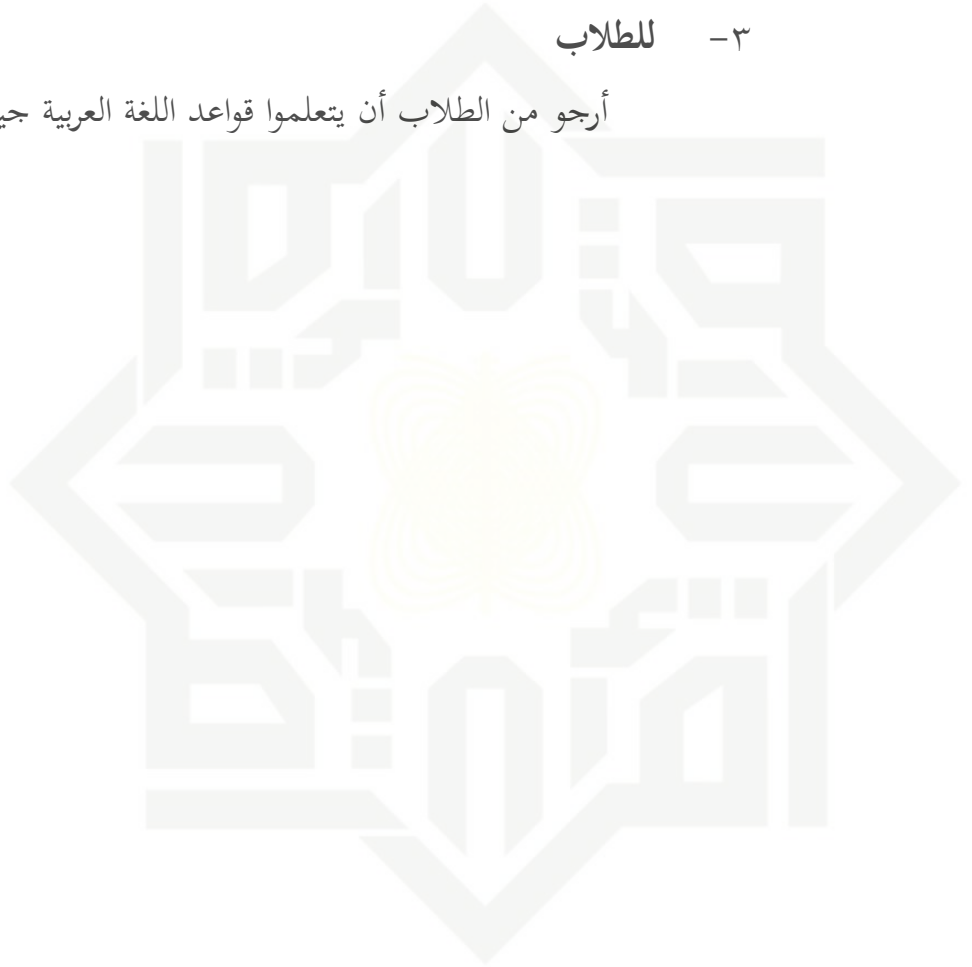 ٣- للطلاب
أرجو من الطلاب أن يتعلموا قواعد اللغة العربية